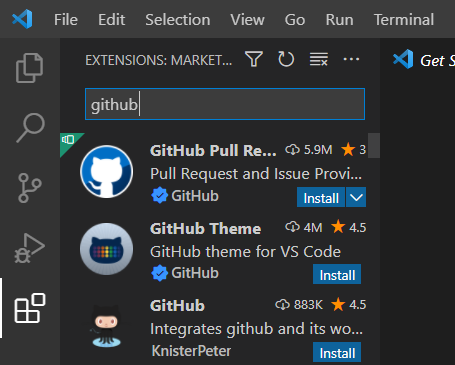 File Edit Selection View Go Run Terminal
EXTENSIONS: MARKET...
Get S
github
GitHub Pull Re... 5.9M 3
Pull Request and Issue Provi...
GitHub Install
GitHub Theme 4M 4.5
GitHub theme for VS Code
GitHub Install
GitHub 883K 4.5
Integrates github and its wo...
KnisterPeter Install